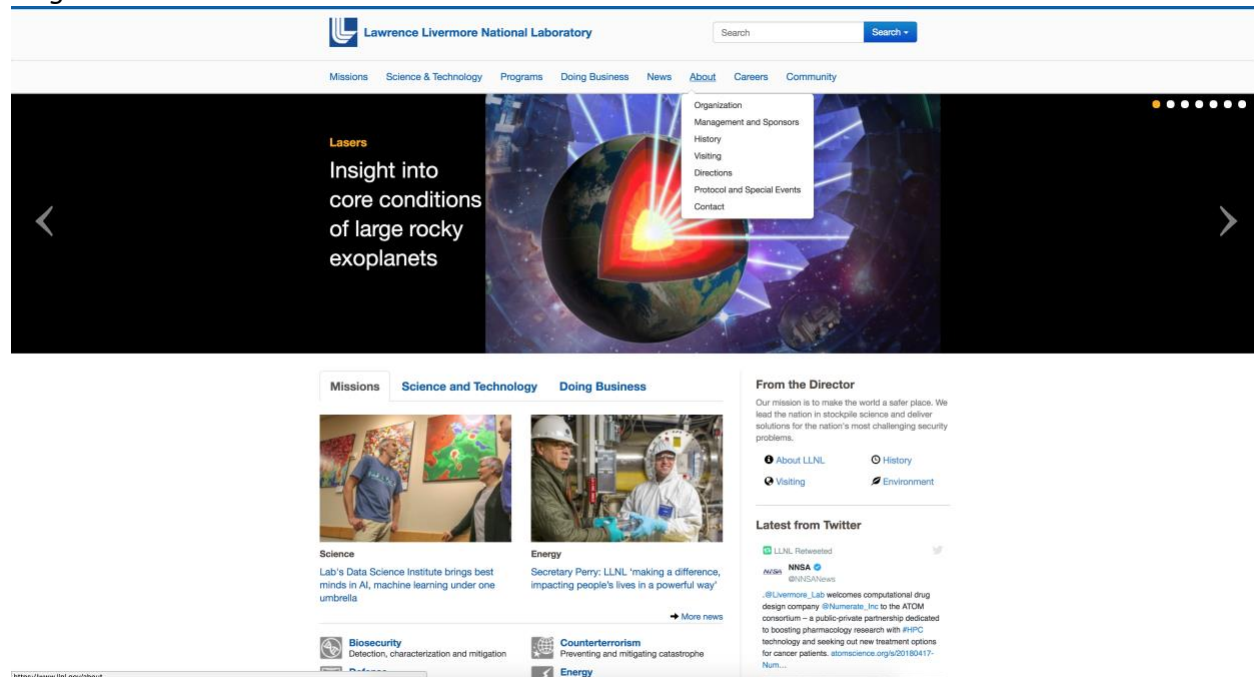 Lawrence Livermore National Laboratory
Search
Search
Missions Science & Technology Programs Doing Business News About Careers Community
Organization
Management and Sponsors
History
Visiting
Directions
Protocol and Special Events
Contact
Lasers
Insight into
core conditions
of large rocky
exoplanets
Missions Science and Technology Doing Business
Science
Lab's Data Science Institute brings best
minds in AI, machine learning under one
umbrella
Energy
Secretary Perry: LLNL 'making a difference,
impacting people's lives in a powerful way'
More news
Biosecurity
Detection, characterization and mitigation
Counterterrorism
Preventing and mitigating catastrophe
Defense
Energy
From the Director
Our mission is to make the world a safer place. We
lead the nation in stockpile science and deliver
solutions for the nation's most challenging security
problems.
About LLNL History
Visiting Environment
Latest from Twitter
LLNL Retweeted
NNSA
@NNSANews
.@Livermore_Lab welcomes computational drug
design company @Numerate_Inc to the ATOM
consortium – a public-private partnership dedicated
to boosting pharmacology research with #HPC
technology and seeking out new treatment options
for cancer patients. atomscience.org/s/20180417-
Num…
https://www.llnl.gov/about